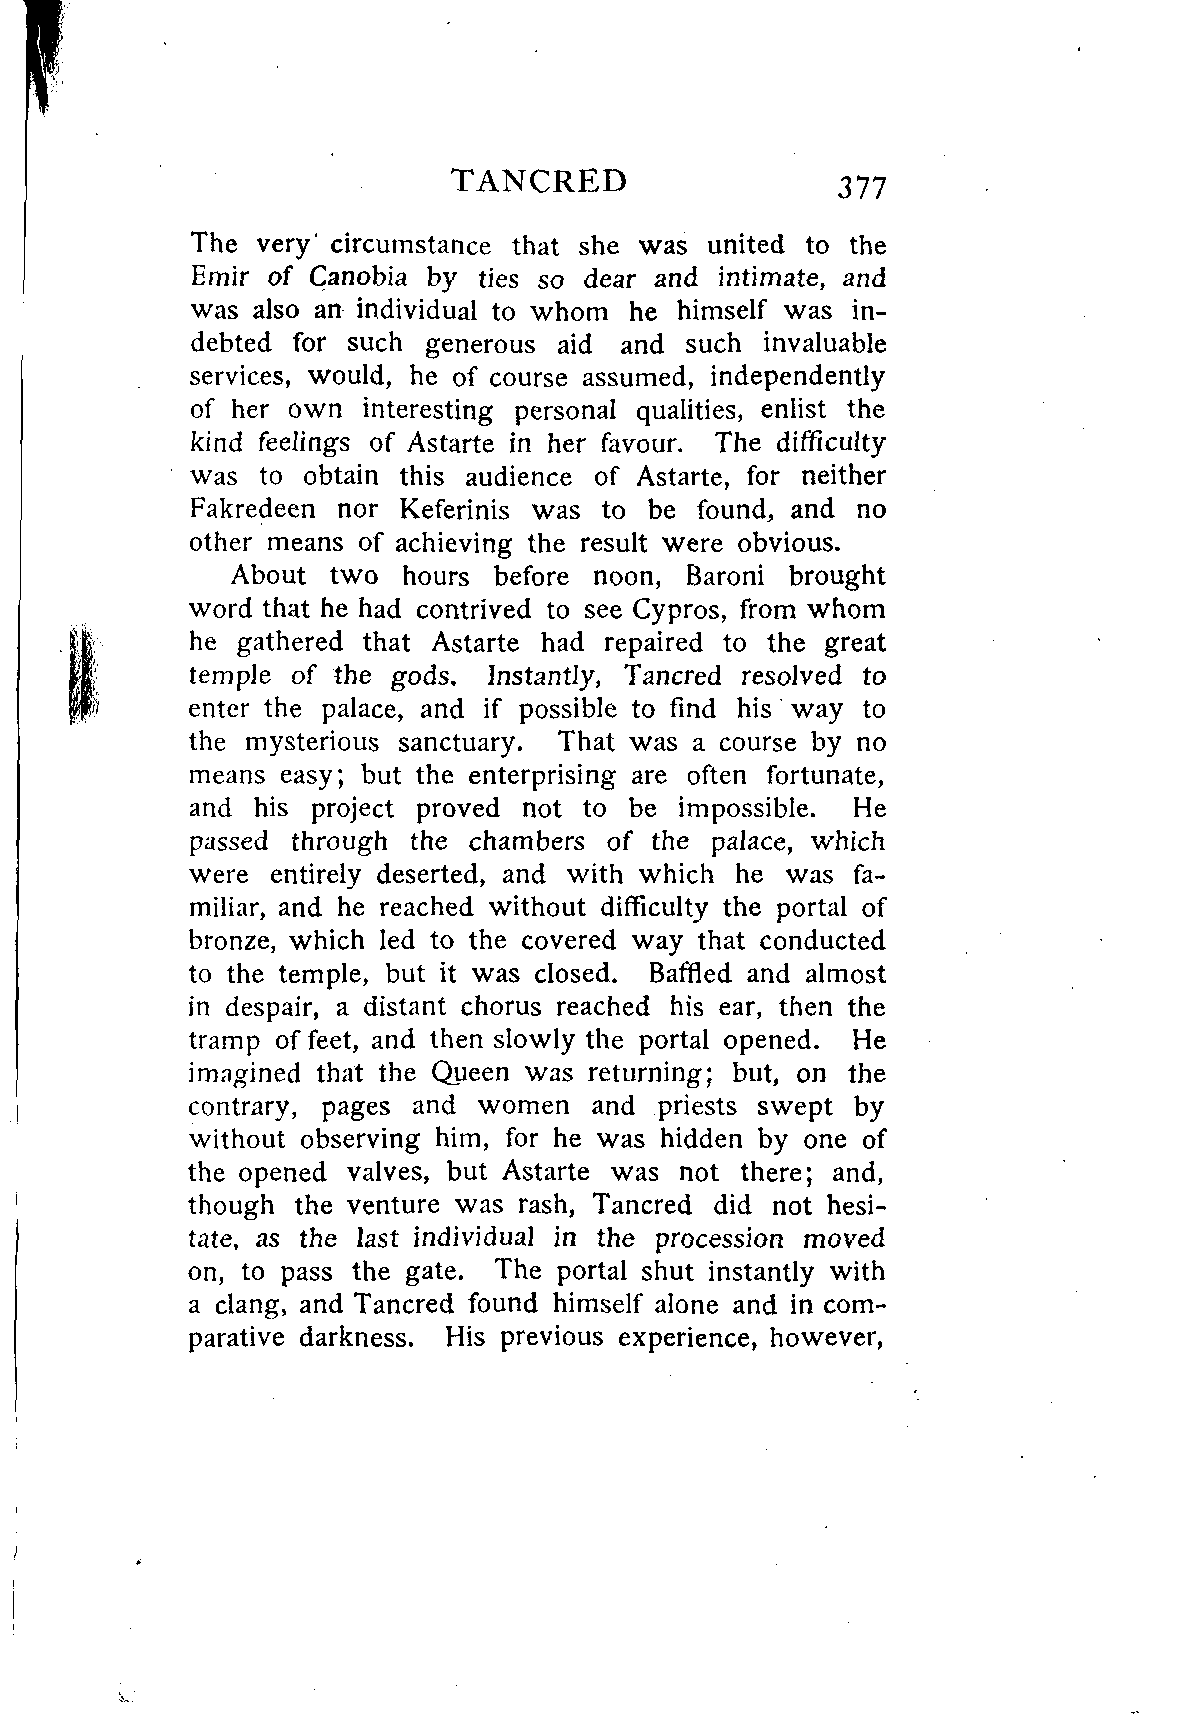 TANCRED 377
The very circumstance that she was united to the
Emir of Canobia by ties so dear and intimate, and
was also an individual to whom he himself was in-
debted for such generous aid and such invaluable
services, would, he of course assumed, independently
of her own interesting personal qualities, enlist the
kind feelings of Astarte in her favour. The difficulty
was to obtain this audience of Astarte, for neither
Fakredeen nor Keferinis was to be found, and no
other means of achieving the result were obvious.
About two hours before noon, Baroni brought
word that he had contrived to see Cypros, from whom
he gathered that Astarte had repaired to the great
temple of the gods. Instantly, Tancred resolved to
enter the palace, and if possible to find his way to
the mysterious sanctuary. That was a course by no
means easy; but the enterprising are often fortunate,
and his project proved not to be impossible. He
passed through the chambers of the palace, which
were entirely deserted, and with which he was fa-
miliar, and he reached without difficulty the portal of
bronze, which led to the covered way that conducted
to the temple, but it was closed. Baffled and almost
in despair, a distant chorus reached his ear, then the
tramp of feet, and then slowly the portal opened. He
imagined that the Queen was returning; but, on the
contrary, pages and women and priests swept by
without observing him, for he was hidden by one of
the opened valves, but Astarte was not there; and,
though the venture was rash, Tancred did not hesi-
tate, as the last individual in the procession moved
on, to pass the gate. The portal shut instantly with
a clang, and Tancred found himself alone and in com-
parative darkness. His previous experience, however,